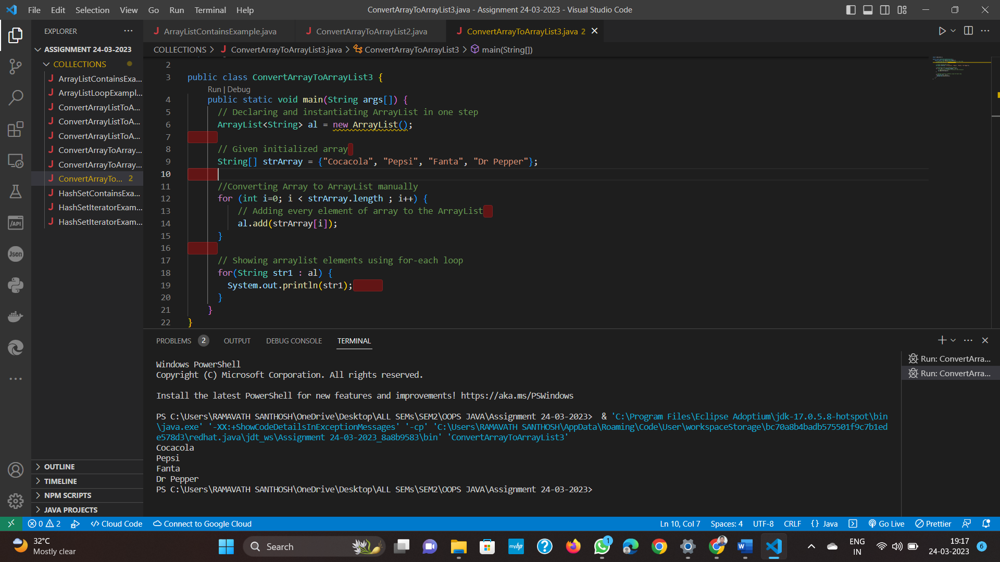 File Edit Selection View Go Run Terminal Help
ConvertArrayToArrayList3.java - Assignment 24-03-2023 - Visual Studio Code
EXPLORER
ArrayListContainsExample.java
ConvertArrayToArrayList2.java
ConvertArrayToArrayList3.java 2
ASSIGNMENT 24-03-2023
COLLECTIONS
ArrayListContainsExa...
ArrayListLoopExampl...
ConvertArrayListToA...
ConvertArrayListToA...
ConvertArrayListToA...
ConvertArrayToArray...
ConvertArrayToArray...
ConvertArrayTo... 2
HashSetContainsExa...
HashSetIteratorExam...
HashSetIteratorExam...
OUTLINE
TIMELINE
NPM SCRIPTS
JAVA PROJECTS
COLLECTIONS > ConvertArrayToArrayList3.java > ConvertArrayToArrayList3 > main(String[])
2
3 public class ConvertArrayToArrayList3 {
Run | Debug
4 public static void main(String args[]) {
5 // Declaring and instantiating ArrayList in one step
6 ArrayList<String> al = new ArrayList();
7
8 // Given initialized array
9 String[] strArray = {"Cocacola", "Pepsi", "Fanta", "Dr Pepper"};
10
11 //Converting Array to ArrayList manually
12 for (int i=0; i < strArray.length ; i++) {
13 // Adding every element of array to the ArrayList
14 al.add(strArray[i]);
15 }
16
17 // Showing arraylist elements using for-each loop
18 for(String str1 : al) {
19 System.out.println(str1);
20 }
21 }
22 }
PROBLEMS 2 OUTPUT DEBUG CONSOLE TERMINAL
Windows PowerShell
Copyright (C) Microsoft Corporation. All rights reserved.
Install the latest PowerShell for new features and improvements! https://aka.ms/PSWindows
PS C:\Users\RAMAVATH SANTHOSH\OneDrive\Desktop\ALL SEMs\SEM2\OOPS JAVA\Assignment 24-03-2023> & 'C:\Program Files\Eclipse Adoptium\jdk-17.0.5.8-hotspot\bin
\java.exe' '-XX:+ShowCodeDetailsInExceptionMessages' '-cp' 'C:\Users\RAMAVATH SANTHOSH\AppData\Roaming\Code\User\workspaceStorage\bc70a8b4badb575501f9c7b1ed
e578d3\redhat.java\jdt_ws\Assignment 24-03-2023_8a8b9583\bin' 'ConvertArrayToArrayList3'
Cocacola
Pepsi
Fanta
Dr Pepper
PS C:\Users\RAMAVATH SANTHOSH\OneDrive\Desktop\ALL SEMs\SEM2\OOPS JAVA\Assignment 24-03-2023>
Run: ConvertArra...
Run: ConvertArra...
/API
Json
0 2 Cloud Code Connect to Google Cloud
Ln 10, Col 7 Spaces: 4 UTF-8 CRLF {} Java Go Live Prettier
32°C
Mostly clear
Search
myhp
1
ENG
IN
19:17
24-03-2023
6